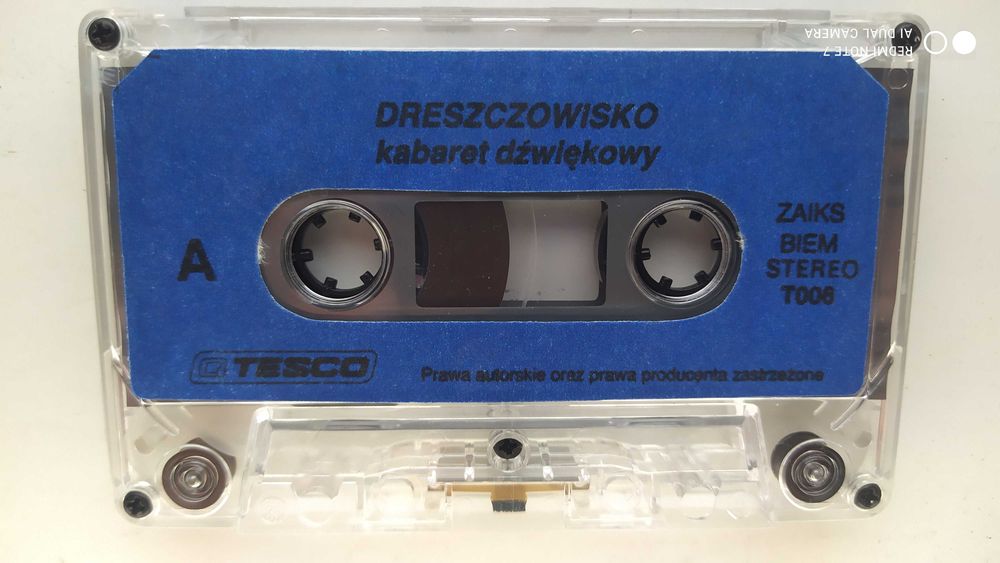 DRESZCZOWISKO
kabaret dźwiękowy
A
ZAIKS
BIEM
STEREO
T006
TESCO
Prawa autorskie oraz prawa producenta zastrzeżone
REDMI NOTE 7
AI DUAL CAMERA